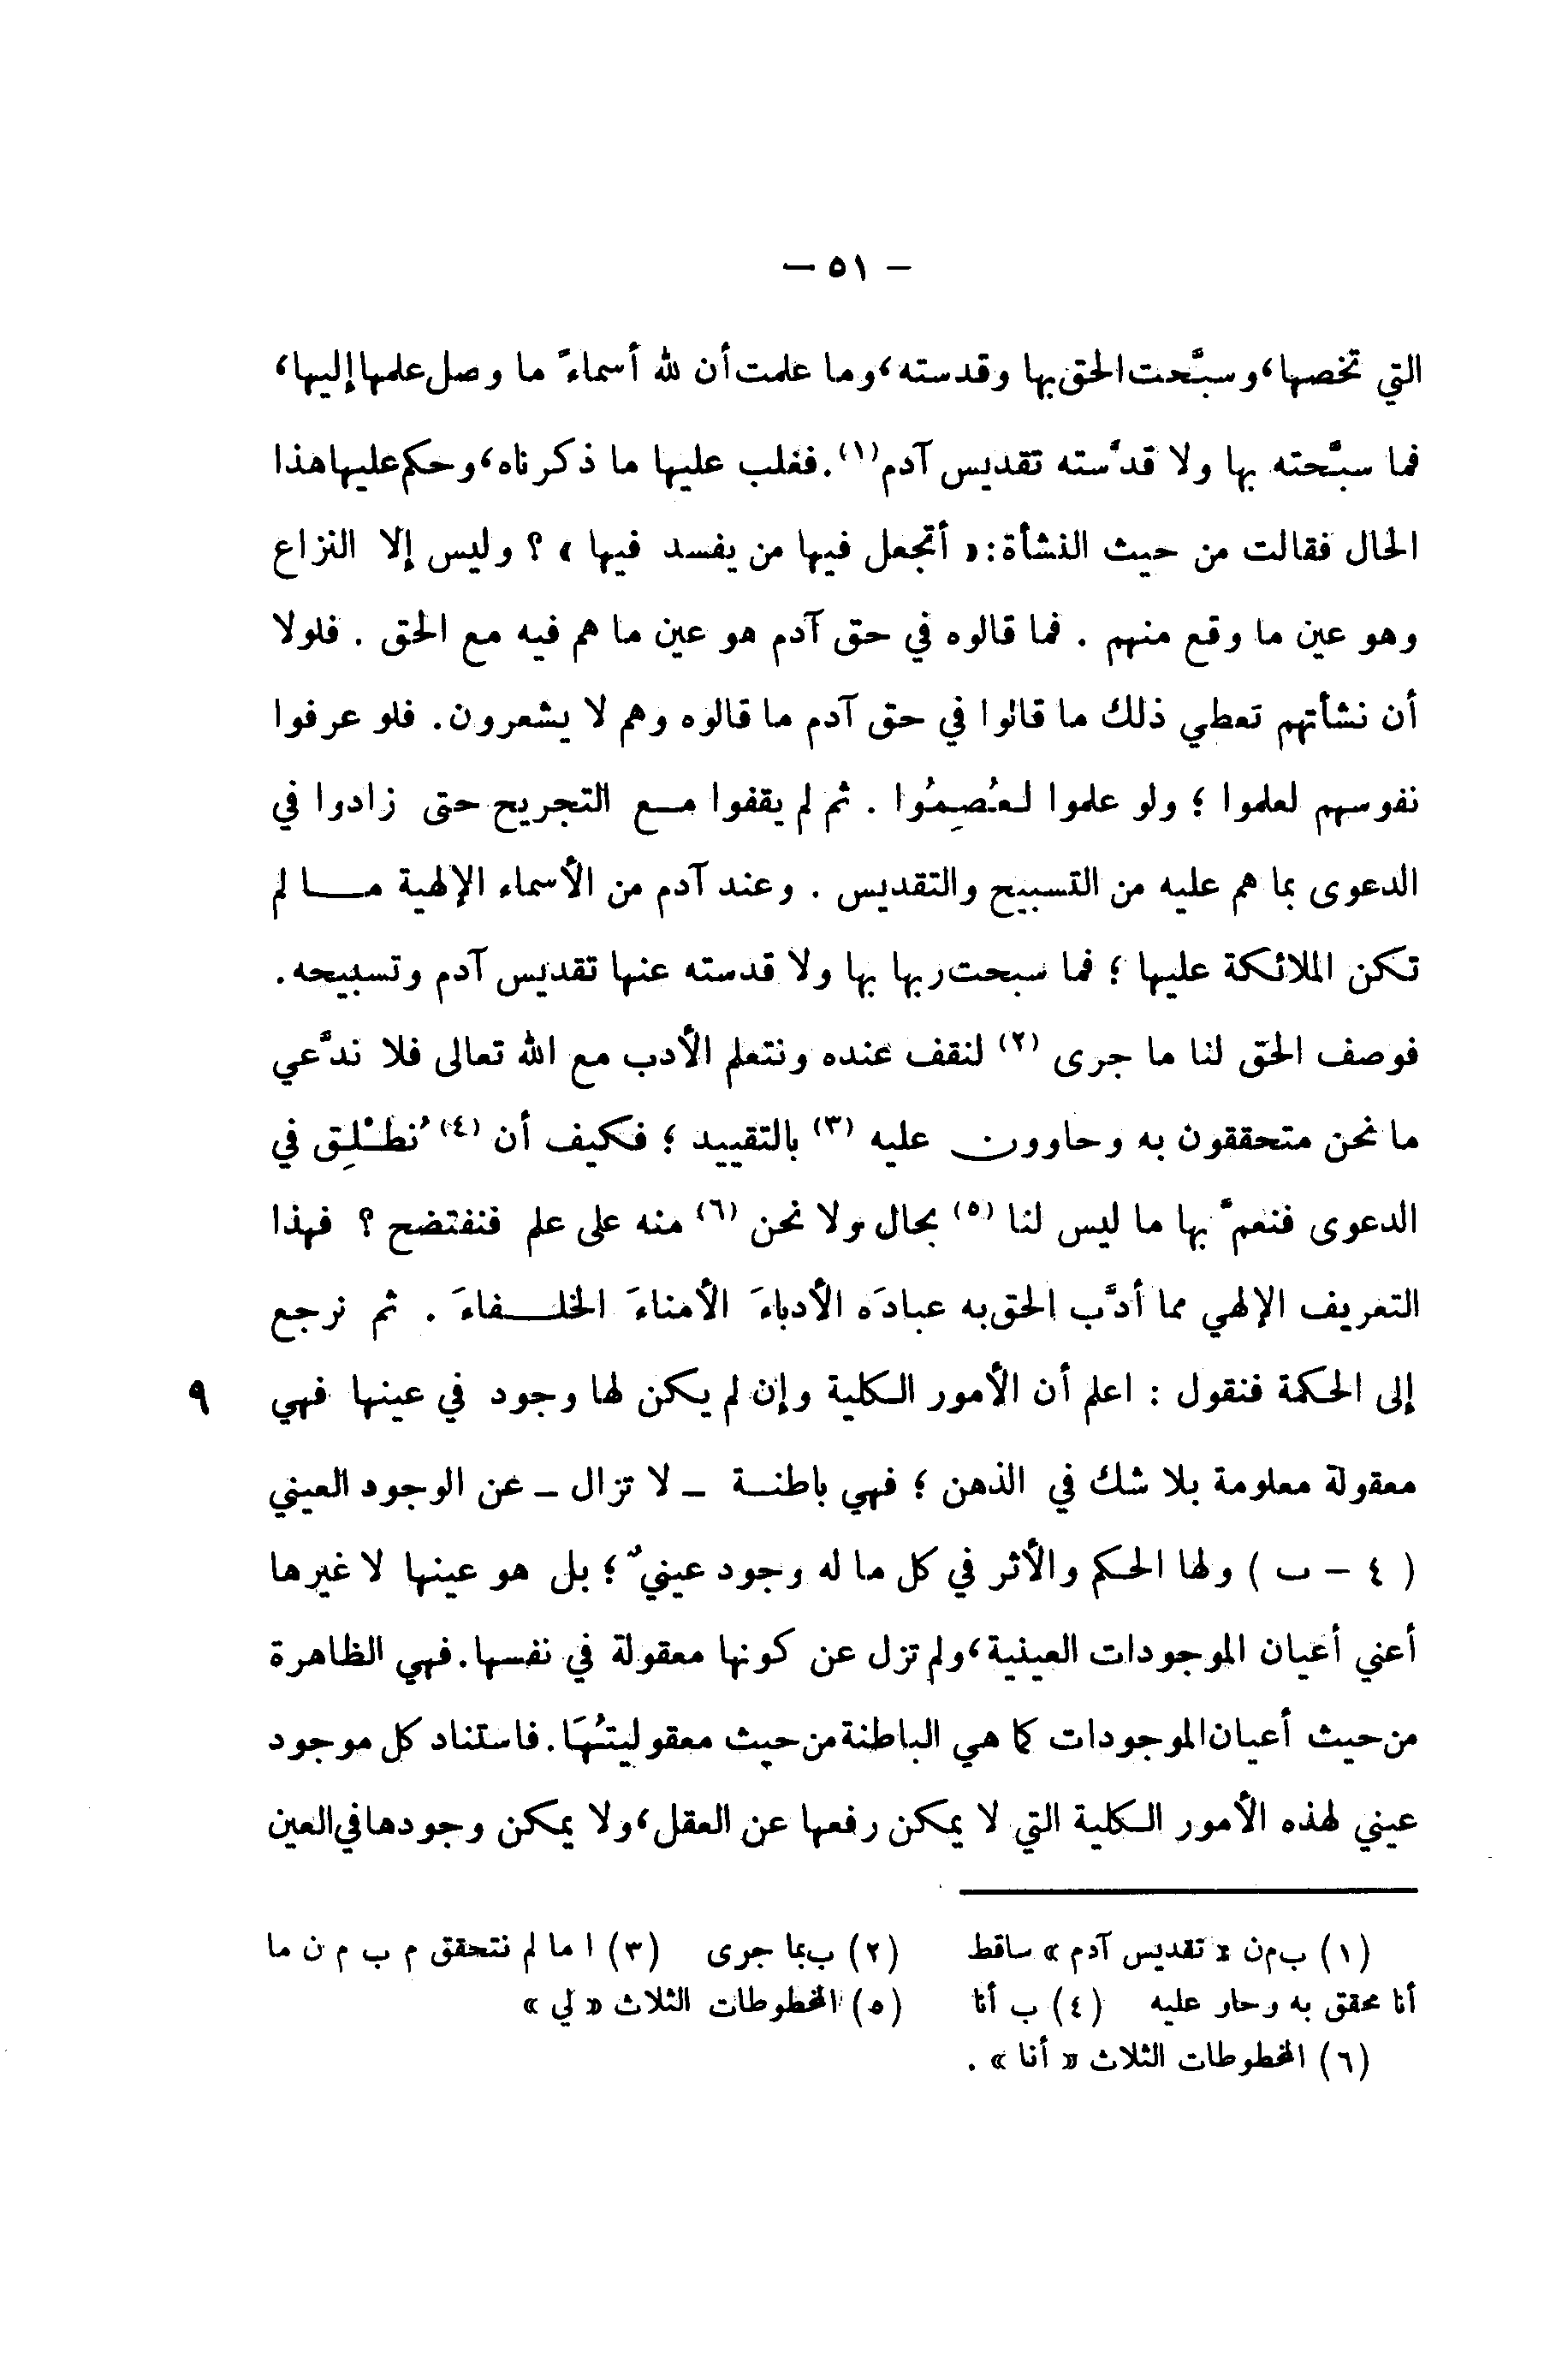 — ٥١ —
التي تخصها، وسبَّحت الحق بها وقدسته، وما علمت أن لله أسماءً ما وصل علمها إليها،
فما سبَّحته بها ولا قدَّسته تقديس آدم(١). فغلب عليها ما ذكرناه، وحكم عليها هذا
الحال فقالت من حيث النشأة: « أتجعل فيها من يفسد فيها » ؟ وليس إلا النزاع
وهو عين ما وقع منهم . فما قالوه في حق آدم هو عين ما هم فيه مع الحق . فلولا
أن نشأتهم تعطي ذلك ما قالوا في حق آدم ما قالوه وهم لا يشعرون. فلو عرفوا
نفوسهم لعلموا ؛ ولو علموا لعُصِمُوا . ثم لم يقفوا مع التجريح حتى زادوا في
الدعوى بما هم عليه من التسبيح والتقديس . وعند آدم من الأسماء الإلهية ما لم
تكن الملائكة عليها ؛ فما سبحت ربها بها ولا قدسته عنها تقديس آدم وتسبيحه.
فوصف الحق لنا ما جرى (٢) لنقف عنده ونتعلم الأدب مع الله تعالى فلا ندَّعي
ما نحن متحققون به وحاوون عليه (٣) بالتقييد ؛ فكيف أن (٤) نُطْلِق في
الدعوى فنعمَّ بها ما ليس لنا (٥) بحال ولا نحن (٦) منه على علم فنفتضح ؟ فهذا
التعريف الإلهي مما أدَّب الحق به عبادَه الأدباءَ الأمناءَ الخلفاءَ . ثم نرجع
إلى الحكمة فنقول : اعلم أن الأمور الكلية وإن لم يكن لها وجود في عينها فهي ٩
معقولة معلومة بلا شك في الذهن ؛ فهي باطنة – لا تزال – عن الوجود العيني
( ٤ – ب ) ولها الحكم والأثر في كل ما له وجود عينيٌ ؛ بل هو عينها لا غيرها
أعني أعيان الموجودات العينية، ولم تزل عن كونها معقولة في نفسها. فهي الظاهرة
من حيث أعيان الموجودات كما هي الباطنة من حيث معقوليتُهَا. فاستناد كل موجود
عيني لهذه الأمور الكلية التي لا يمكن رفعها عن العقل، ولا يمكن وجودها في العين
(١) ب م ن « تقديس آدم » ساقط (٢) ب بما جرى (٣) ا ما لم نتحقق م ب م ن ما
أنا محقق به وحار عليه (٤) ب أنا (٥) المخطوطات الثلاث « لي »
(٦) المخطوطات الثلاث « أنا » .